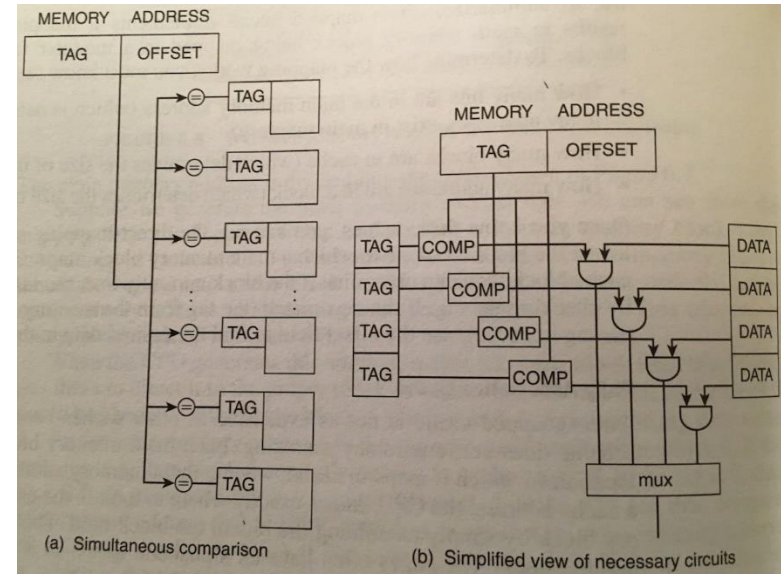 MEMORY ADDRESS
TAG OFFSET
TAG
TAG
TAG
TAG
TAG
TAG
(a) Simultaneous comparison
MEMORY ADDRESS
TAG OFFSET
TAG COMP DATA
TAG COMP DATA
TAG COMP DATA
TAG COMP DATA
mux
(b) Simplified view of necessary circuits